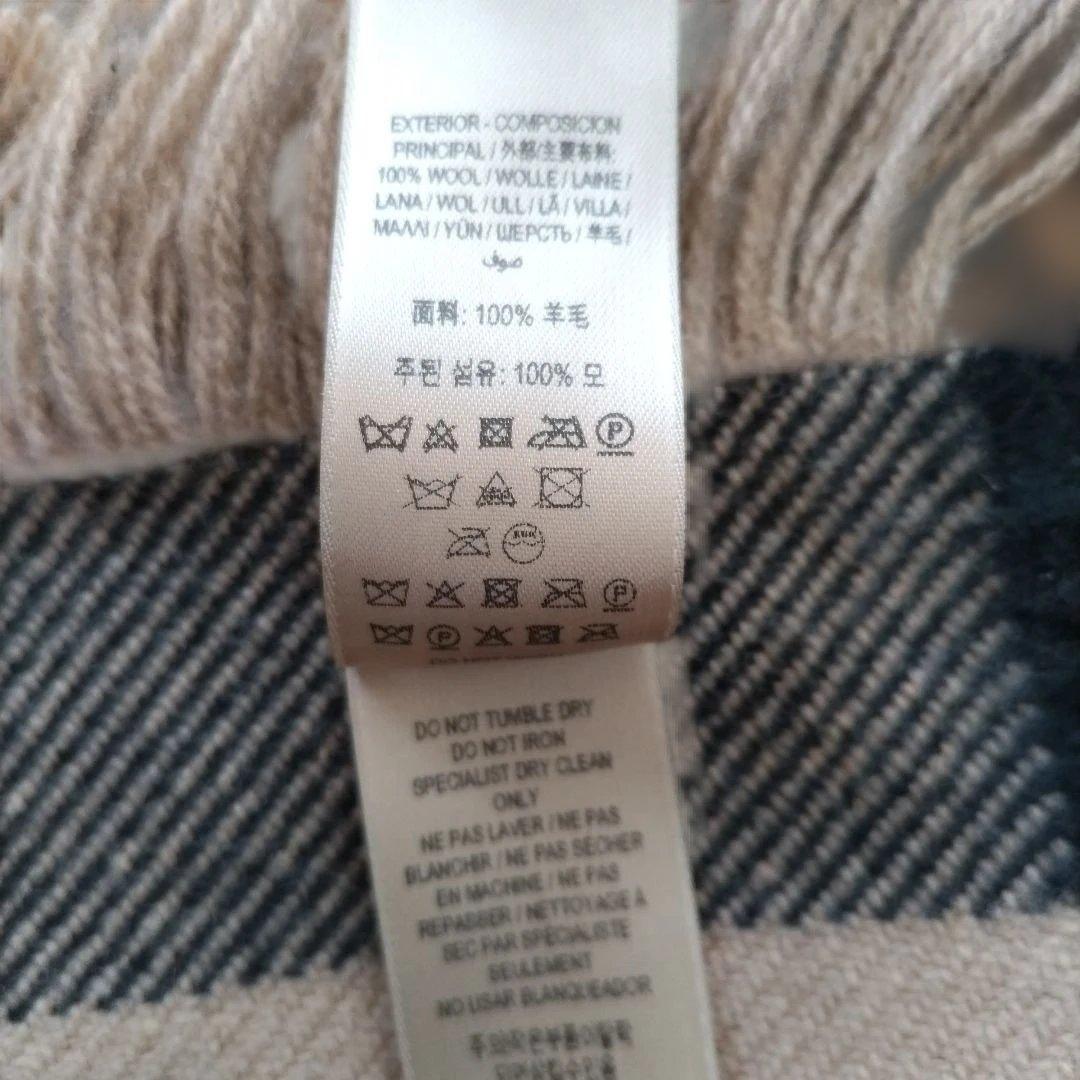 EXTERIOR - COMPOSICION
PRINCIPAL / 外部/主要布料:
100% WOOL / WOLLE / LAINE /
LANA / WOL / ULL / LÃ / VILLA /
ΜΑΛΛΙ / YÜN / ШЕРСТЬ / 羊毛 /
صوف
面料: 100% 羊毛
주된 섬유: 100% 모
P
P
P
DO NOT TUMBLE DRY
DO NOT IRON
SPECIALIST DRY CLEAN
ONLY
NE PAS LAVER / NE PAS
BLANCHIR / NE PAS SÉCHER
EN MACHINE / NE PAS
REPASSER / NETTOYAGE À
SEC PAR SPÉCIALISTE
SEULEMENT
NO USAR BLANQUEADOR